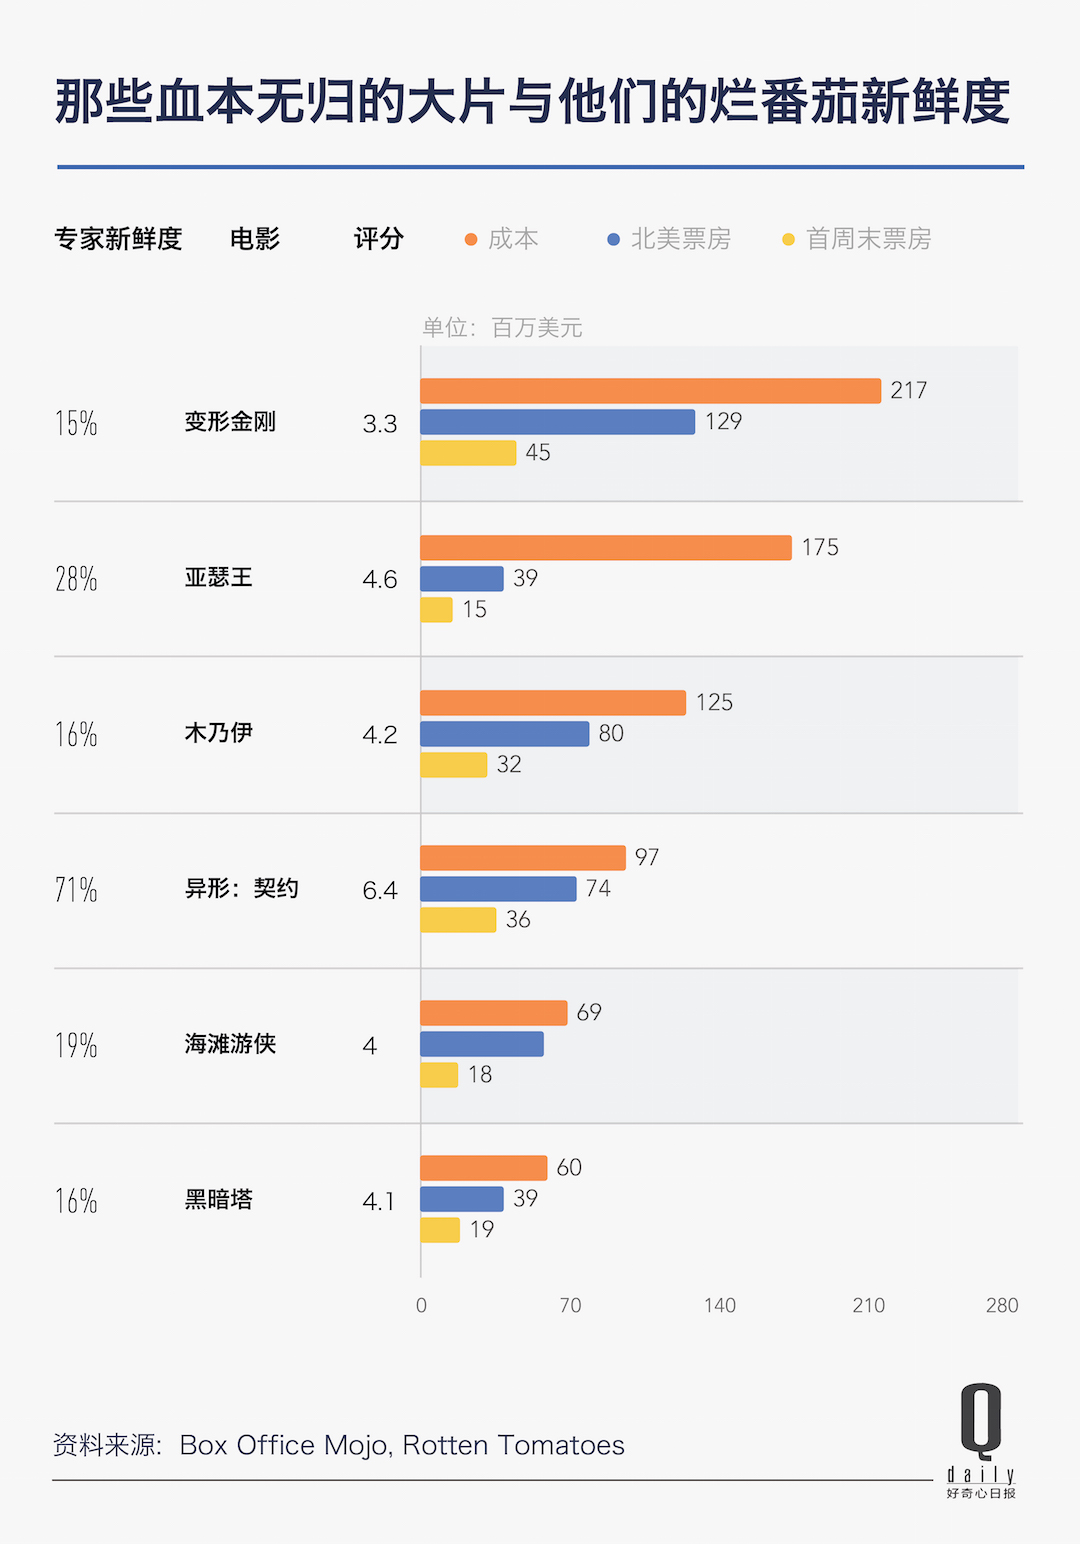 那些血本无归的大片与他们的烂番茄新鲜度
专家新鲜度 电影 评分 成本 北美票房 首周末票房
单位：百万美元
217
15% 变形金刚 3.3 129
45
175
28% 亚瑟王 4.6 39
15
125
16% 木乃伊 4.2 80
32
97
71% 异形：契约 6.4 74
36
69
19% 海滩游侠 4
18
60
16% 黑暗塔 4.1 39
19
0 70 140 210 280
资料来源: Box Office Mojo, Rotten Tomatoes
Q
daily
好奇心日报